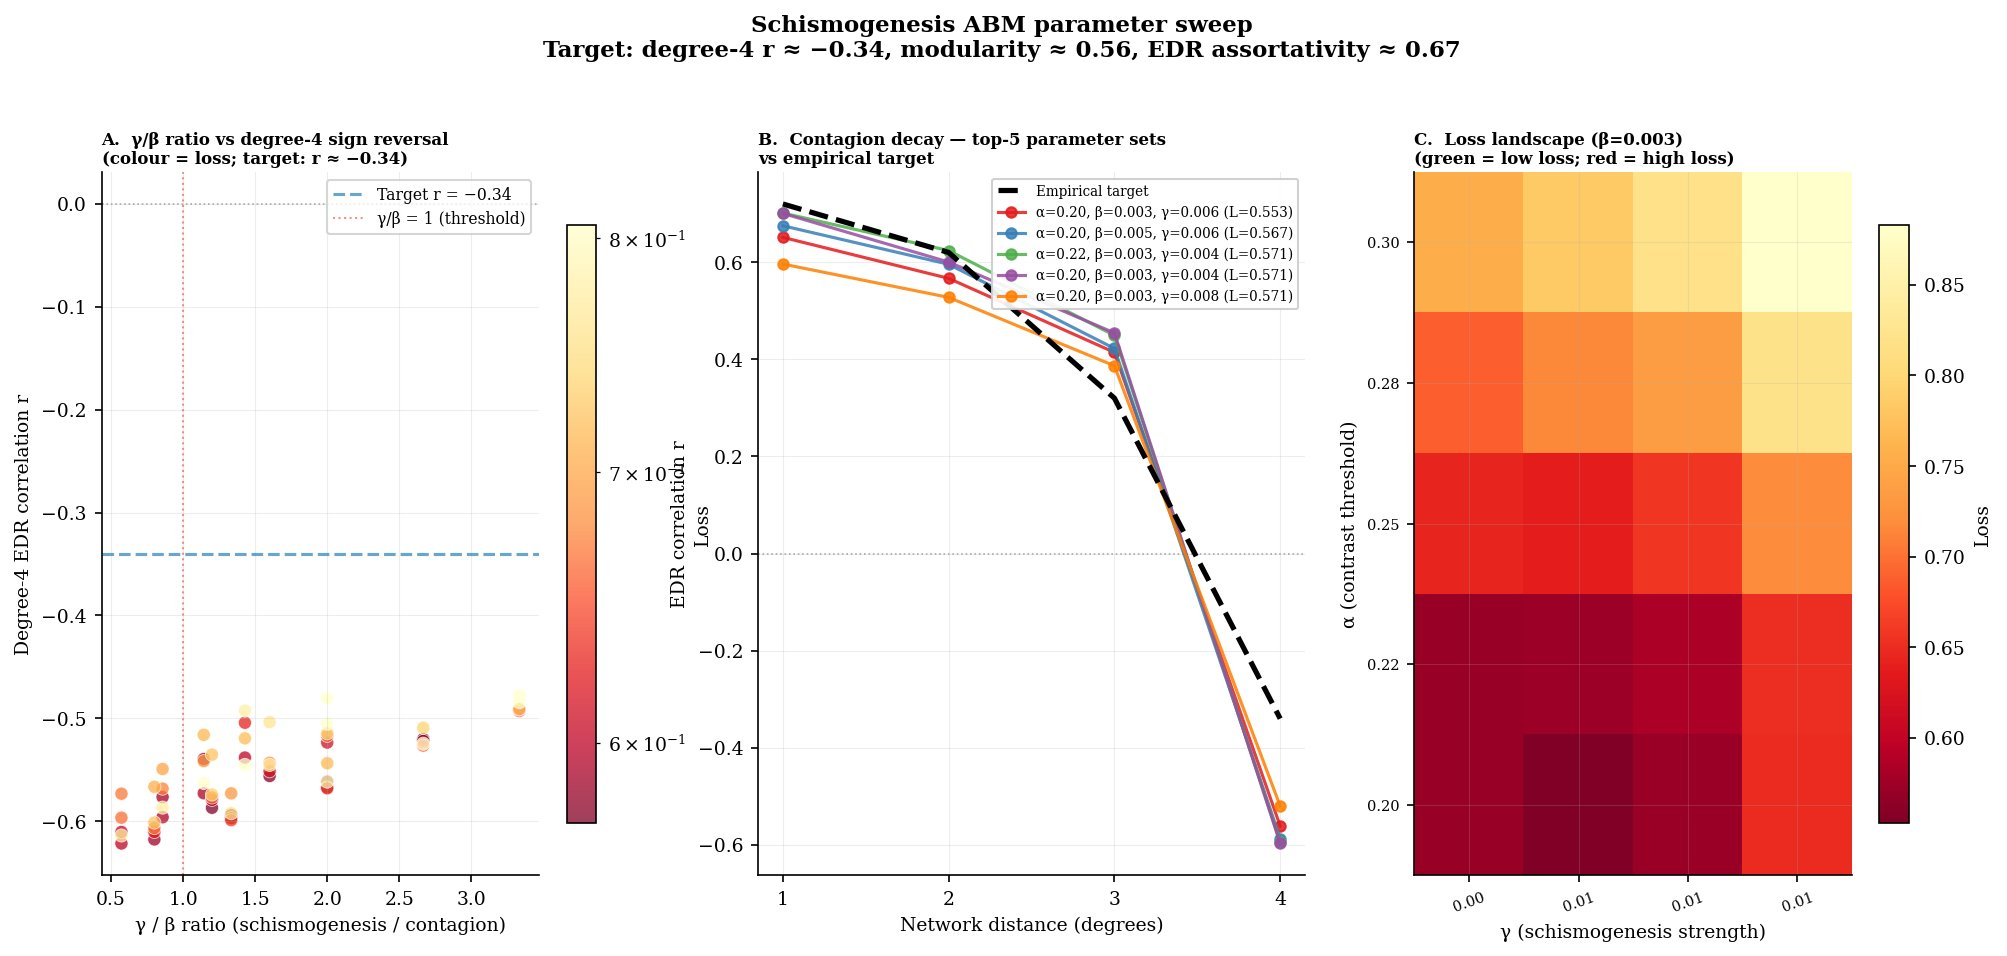 Schismogenesis ABM parameter sweep
Target: degree-4 r ≈ −0.34, modularity ≈ 0.56, EDR assortativity ≈ 0.67
A.  γ/β ratio vs degree-4 sign reversal
(colour = loss; target: r ≈ −0.34)
Target r = −0.34
γ/β = 1 (threshold)
0.0
−0.1
−0.2
−0.3
−0.4
−0.5
−0.6
Degree-4 EDR correlation r
0.5
1.0
1.5
2.0
2.5
3.0
γ / β ratio (schismogenesis / contagion)
8 × 10⁻¹
7 × 10⁻¹
6 × 10⁻¹
Loss
B.  Contagion decay — top-5 parameter sets
vs empirical target
Empirical target
α=0.20, β=0.003, γ=0.006 (L=0.553)
α=0.20, β=0.005, γ=0.006 (L=0.567)
α=0.22, β=0.003, γ=0.004 (L=0.571)
α=0.20, β=0.003, γ=0.004 (L=0.571)
α=0.20, β=0.003, γ=0.008 (L=0.571)
0.6
0.4
0.2
0.0
−0.2
−0.4
−0.6
EDR correlation r
1
2
3
4
Network distance (degrees)
C.  Loss landscape (β=0.003)
(green = low loss; red = high loss)
0.30
0.28
0.25
0.22
0.20
α (contrast threshold)
0.00
0.01
0.01
0.01
γ (schismogenesis strength)
0.85
0.80
0.75
0.70
0.65
0.60
Loss